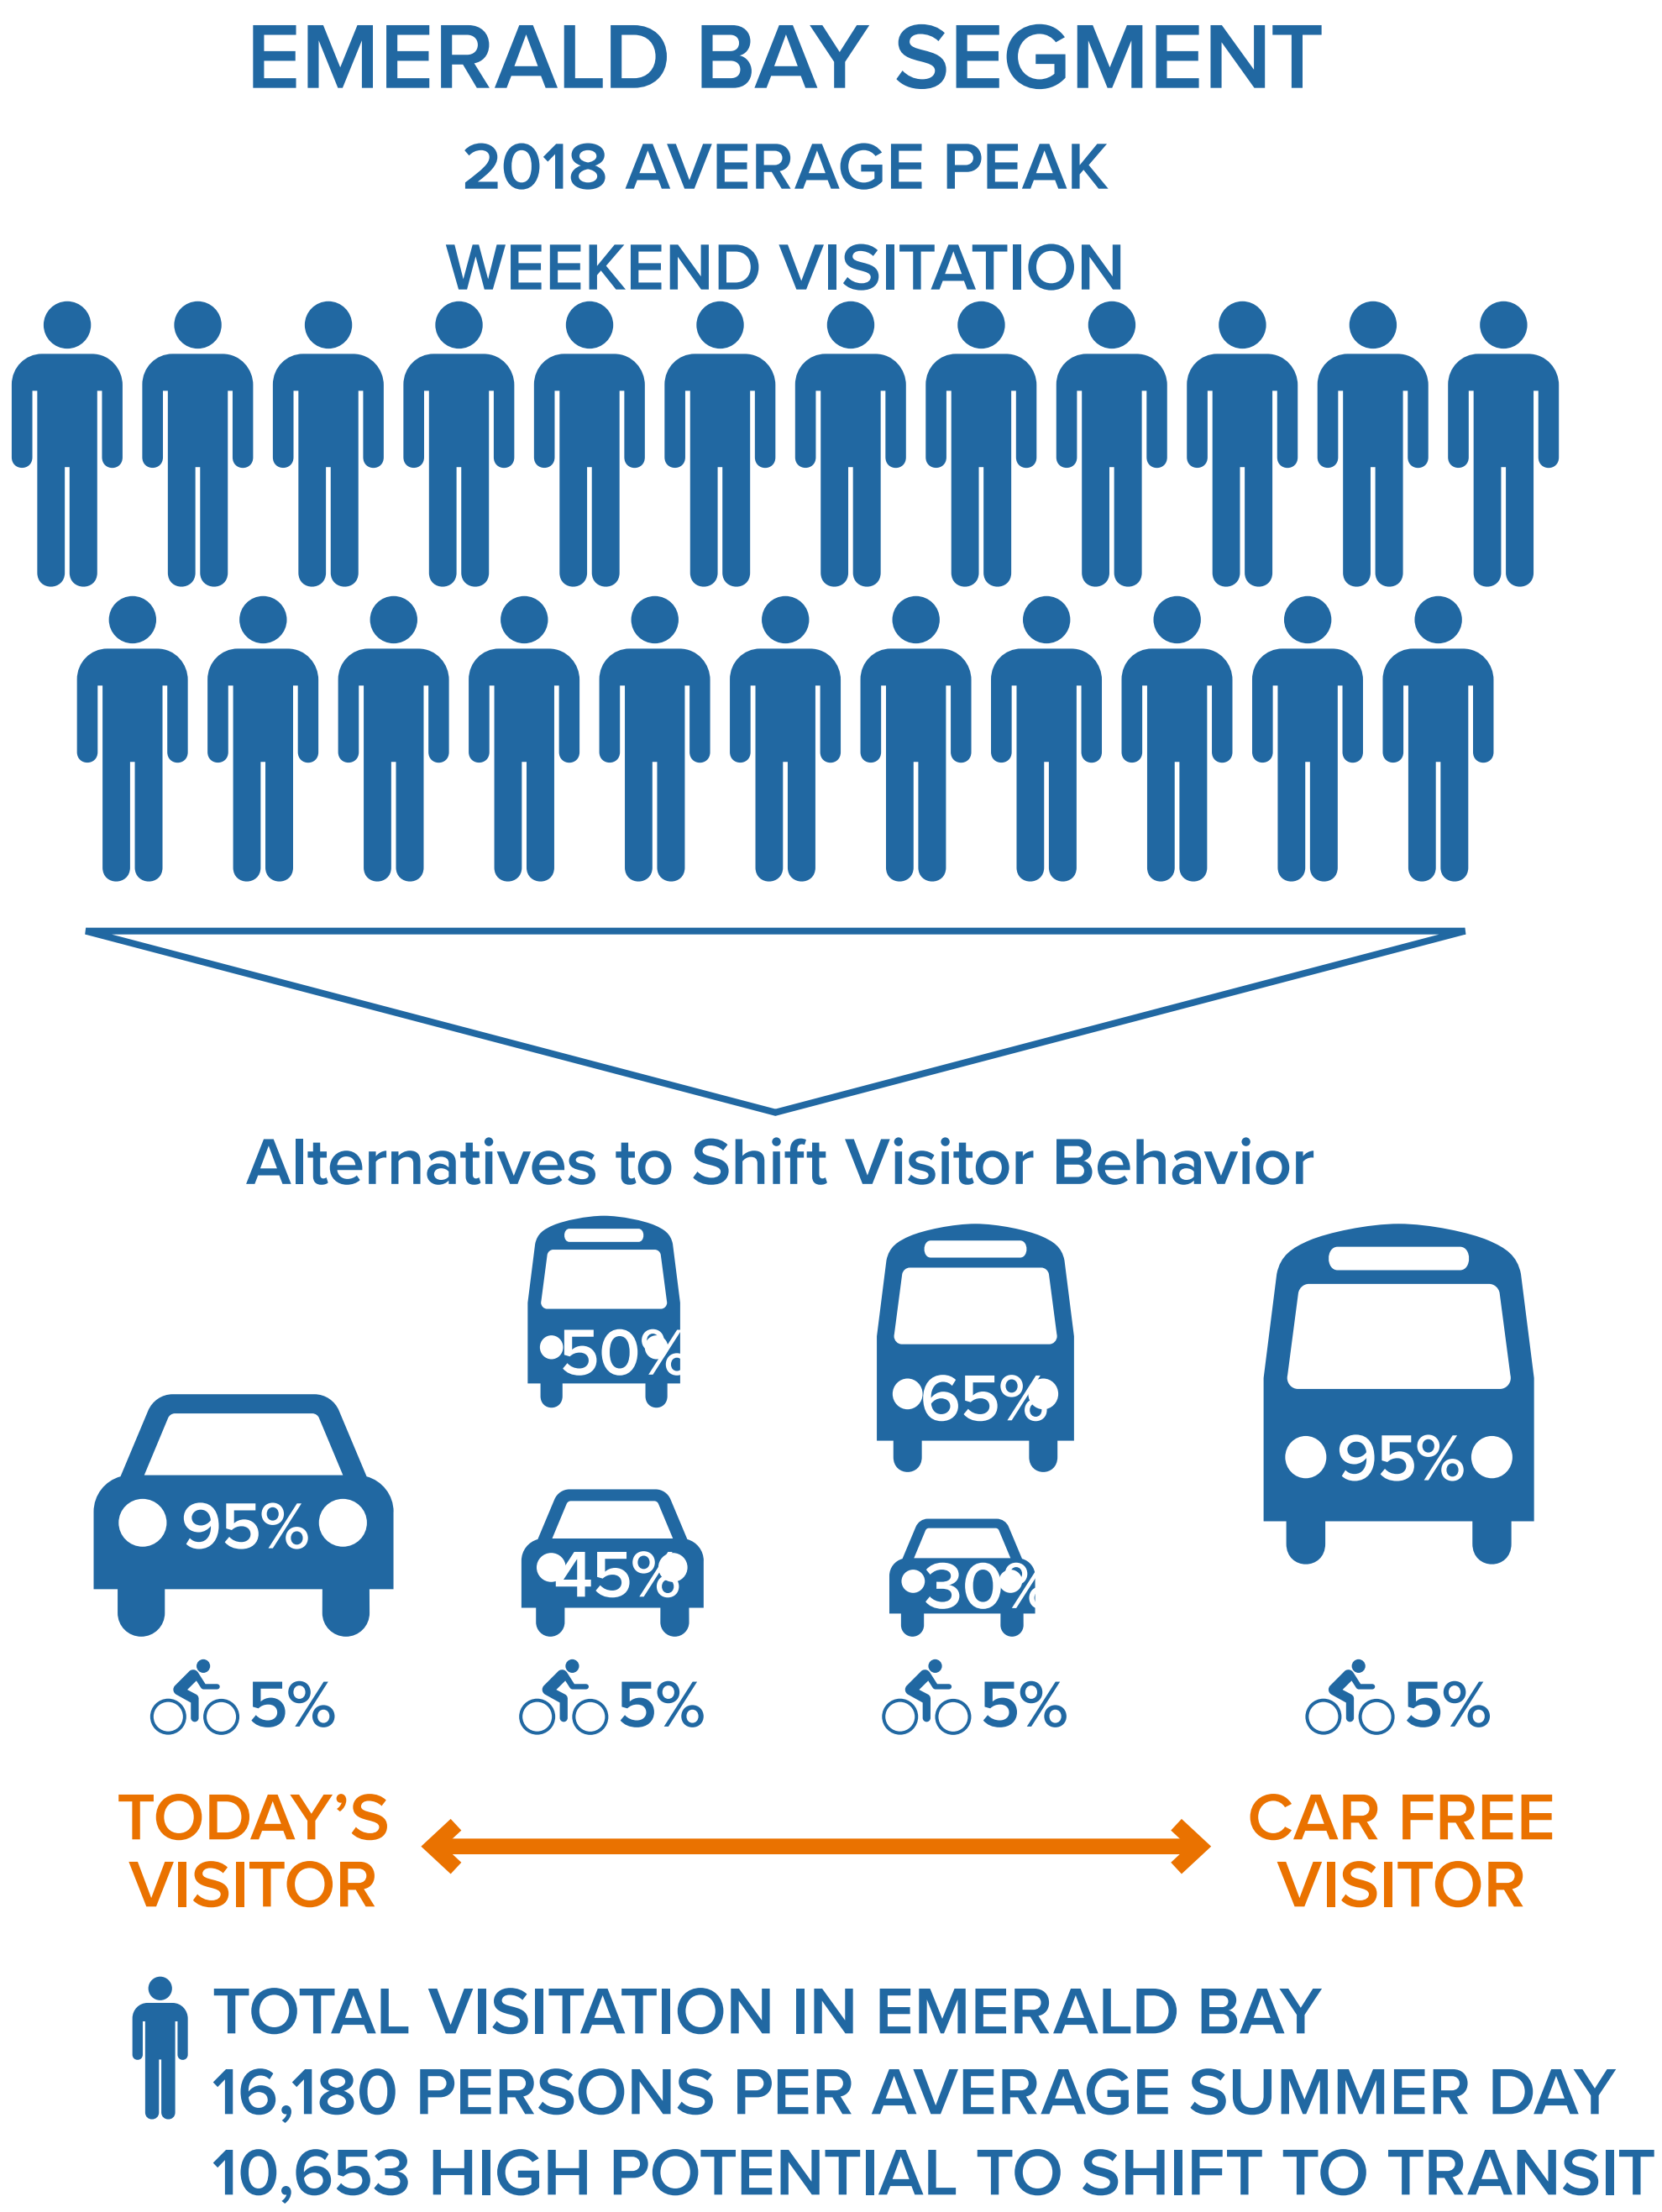 EMERALD BAY SEGMENT
2018 AVERAGE PEAK
WEEKEND VISITATION
Alternatives to Shift Visitor Behavior
50%
65%
95%
95%
45%
30%
5%
5%
5%
5%
TODAY'S
VISITOR
CAR FREE
VISITOR
TOTAL VISITATION IN EMERALD BAY
16,180 PERSONS PER AVERAGE SUMMER DAY
10,653 HIGH POTENTIAL TO SHIFT TO TRANSIT